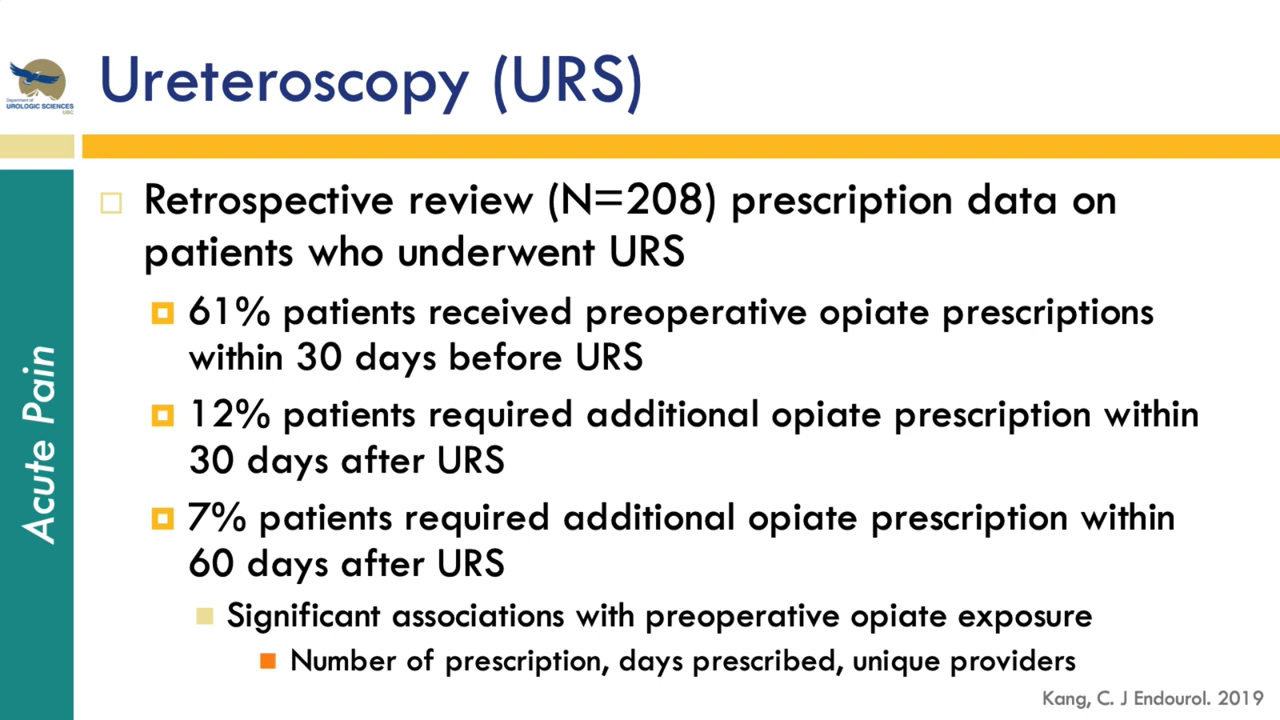 Department of
UROLOGIC SCIENCES
UBC
Ureteroscopy (URS)
Acute Pain
Retrospective review (N=208) prescription data on
patients who underwent URS
61% patients received preoperative opiate prescriptions
within 30 days before URS
12% patients required additional opiate prescription within
30 days after URS
7% patients required additional opiate prescription within
60 days after URS
Significant associations with preoperative opiate exposure
Number of prescription, days prescribed, unique providers
Kang, C. J Endourol. 2019